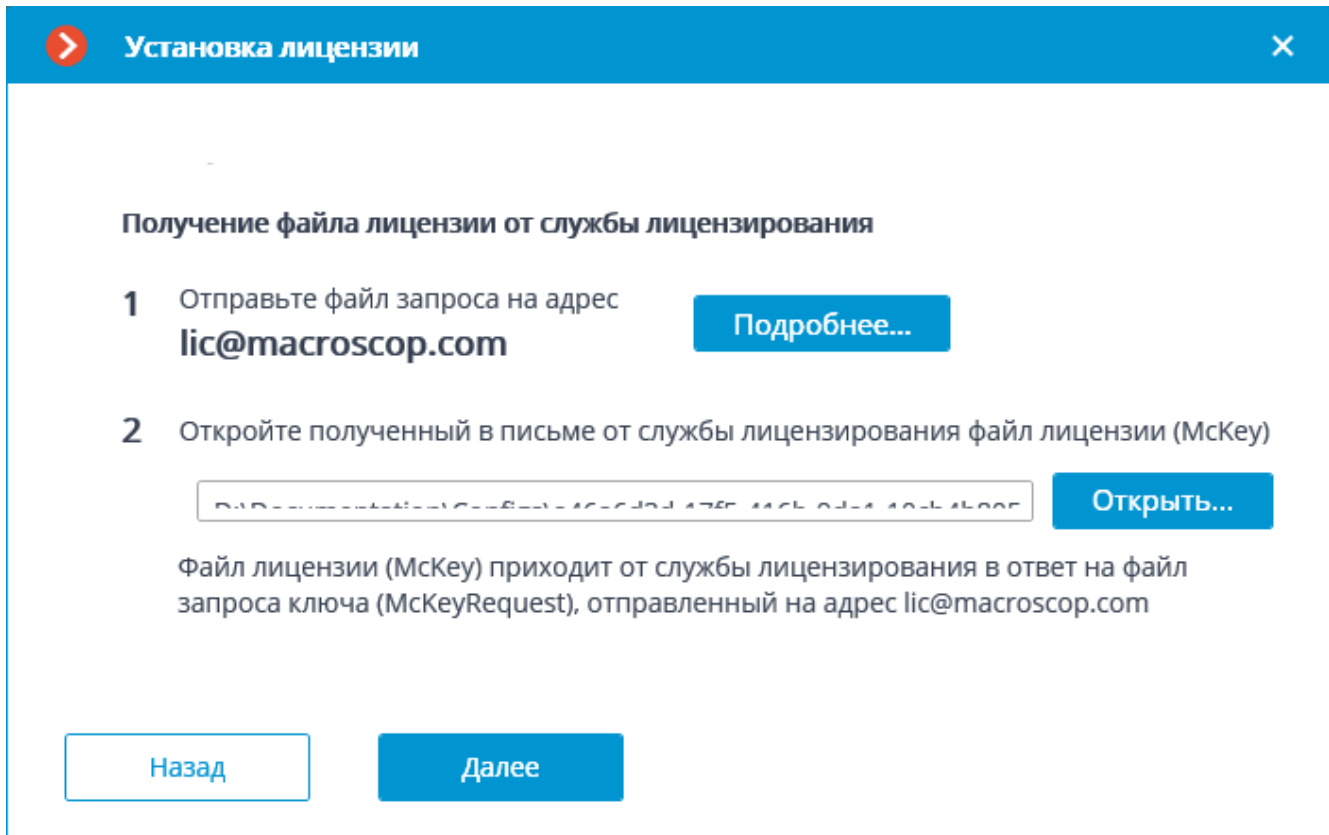 Установка лицензии
Получение файла лицензии от службы лицензирования
1 Отправьте файл запроса на адрес
lic@macroscop.com
Подробнее...
2 Откройте полученный в письме от службы лицензирования файл лицензии (McKey)
Открыть...
Файл лицензии (McKey) приходит от службы лицензирования в ответ на файл
запроса ключа (McKeyRequest), отправленный на адрес lic@macroscop.com
Назад
Далее